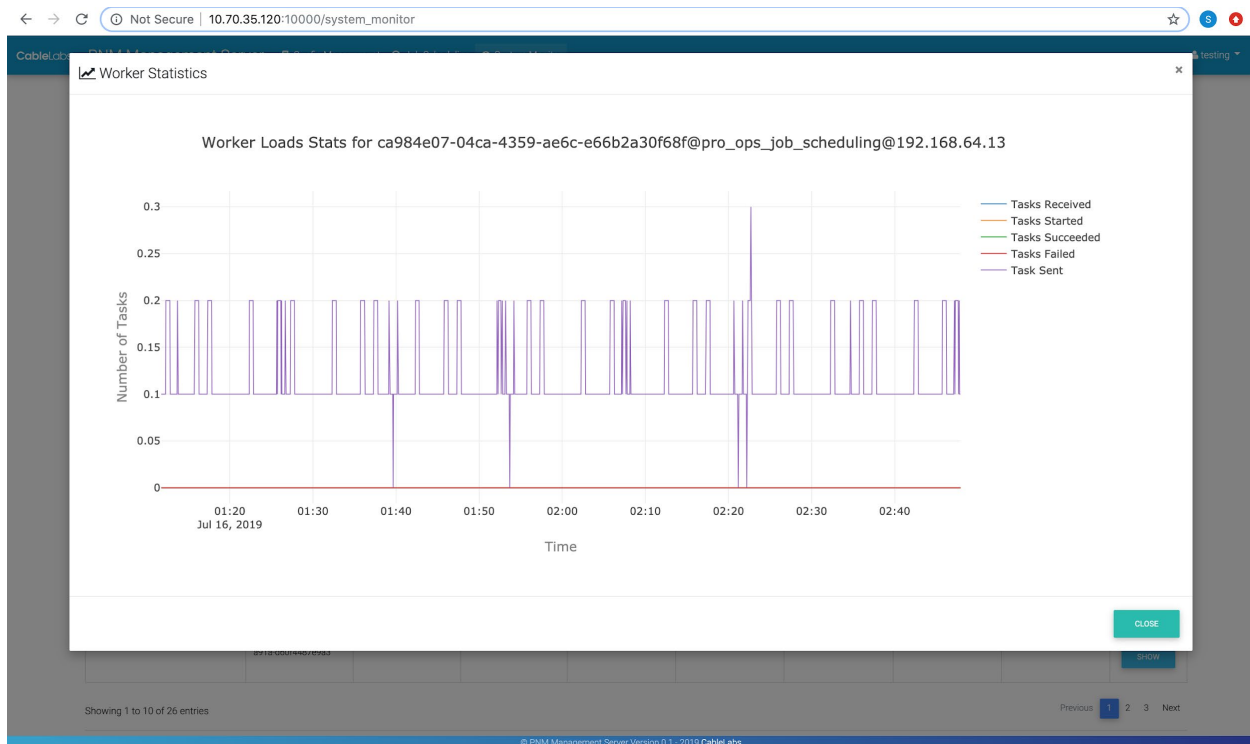 Not Secure | 10.70.35.120:10000/system_monitor
S
CableLabs PNM Management Server
testing
Worker Statistics
×
Worker Loads Stats for ca984e07-04ca-4359-ae6c-e66b2a30f68f@pro_ops_job_scheduling@192.168.64.13
0.3
0.25
0.2
0.15
0.1
0.05
0
Number of Tasks
Tasks Received
Tasks Started
Tasks Succeeded
Tasks Failed
Task Sent
01:20 01:30 01:40 01:50 02:00 02:10 02:20 02:30 02:40
Jul 16, 2019
Time
CLOSE
SHOW
Showing 1 to 10 of 26 entries
Previous 1 2 3 Next
© PNM Management Server Version 0.1 - 2019 CableLabs